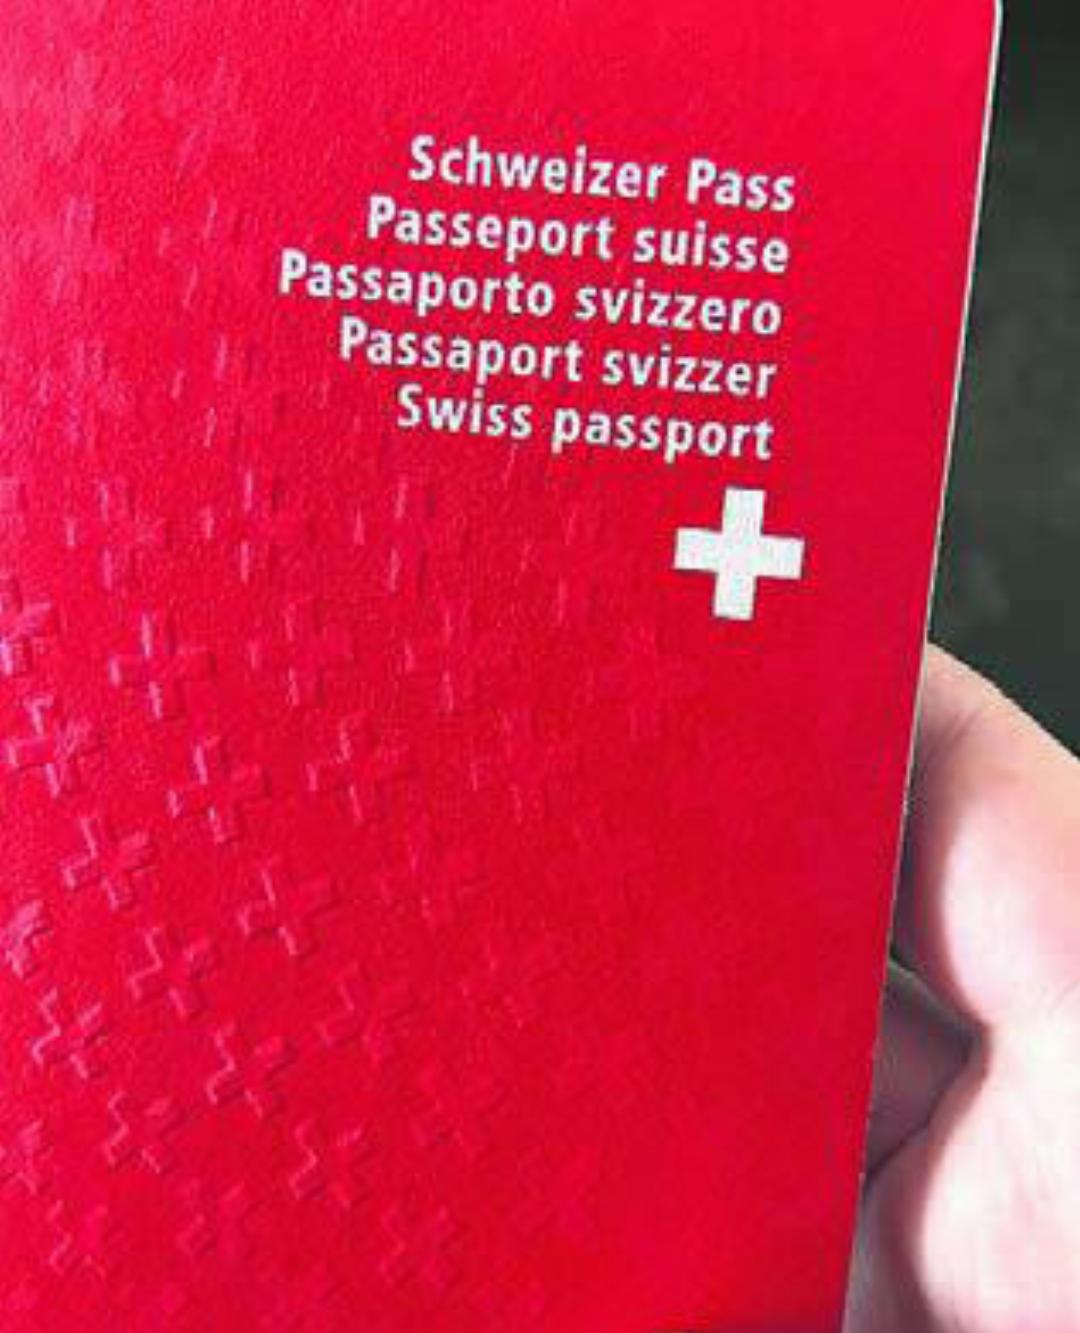 Schweizer Pass
Passeport suisse
Passaporto svizzero
Passaport svizzer
Swiss passport